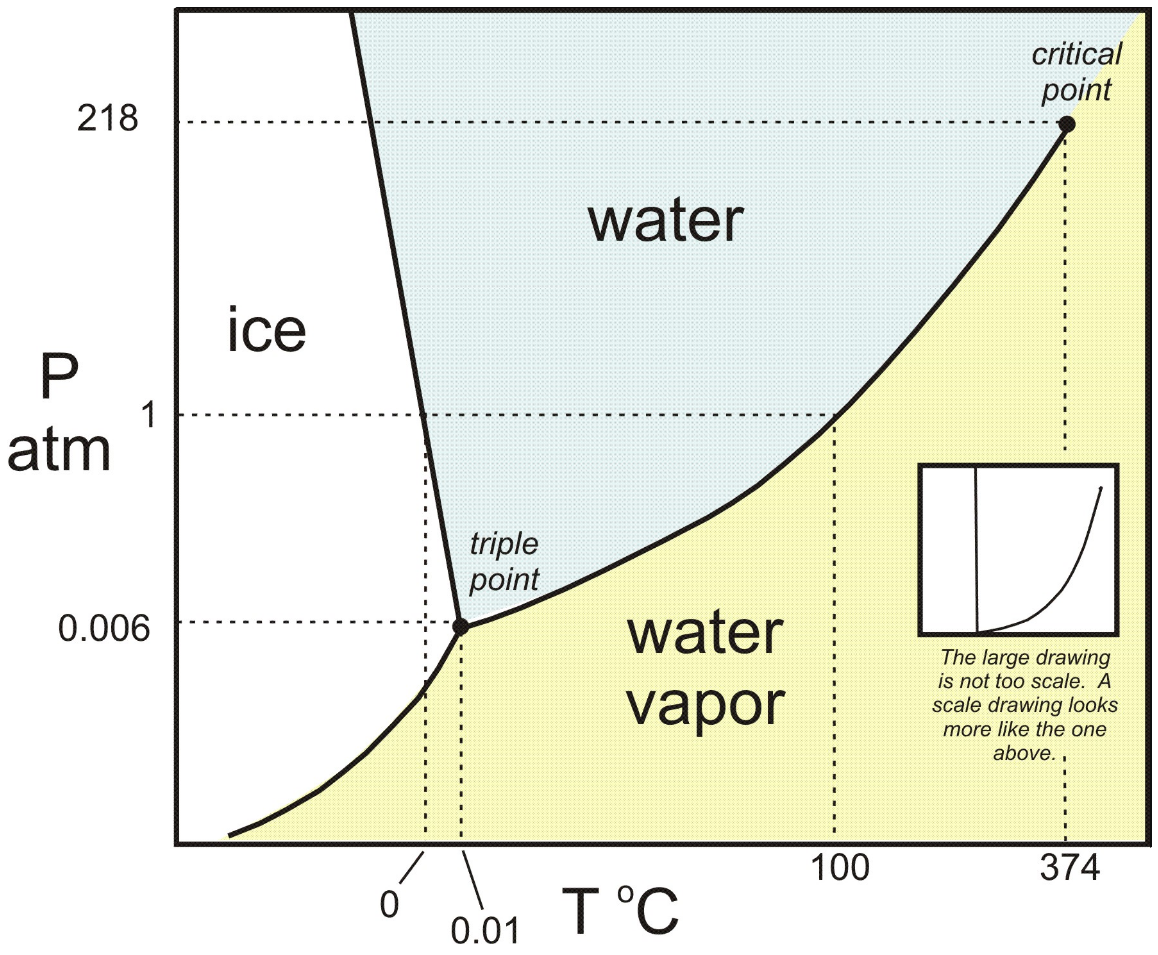 critical
point
218
water
ice
P
atm
1
triple
point
0.006
water
vapor
The large drawing
is not too scale.  A
scale drawing looks
more like the one
above.
0
0.01
T °C
100
374